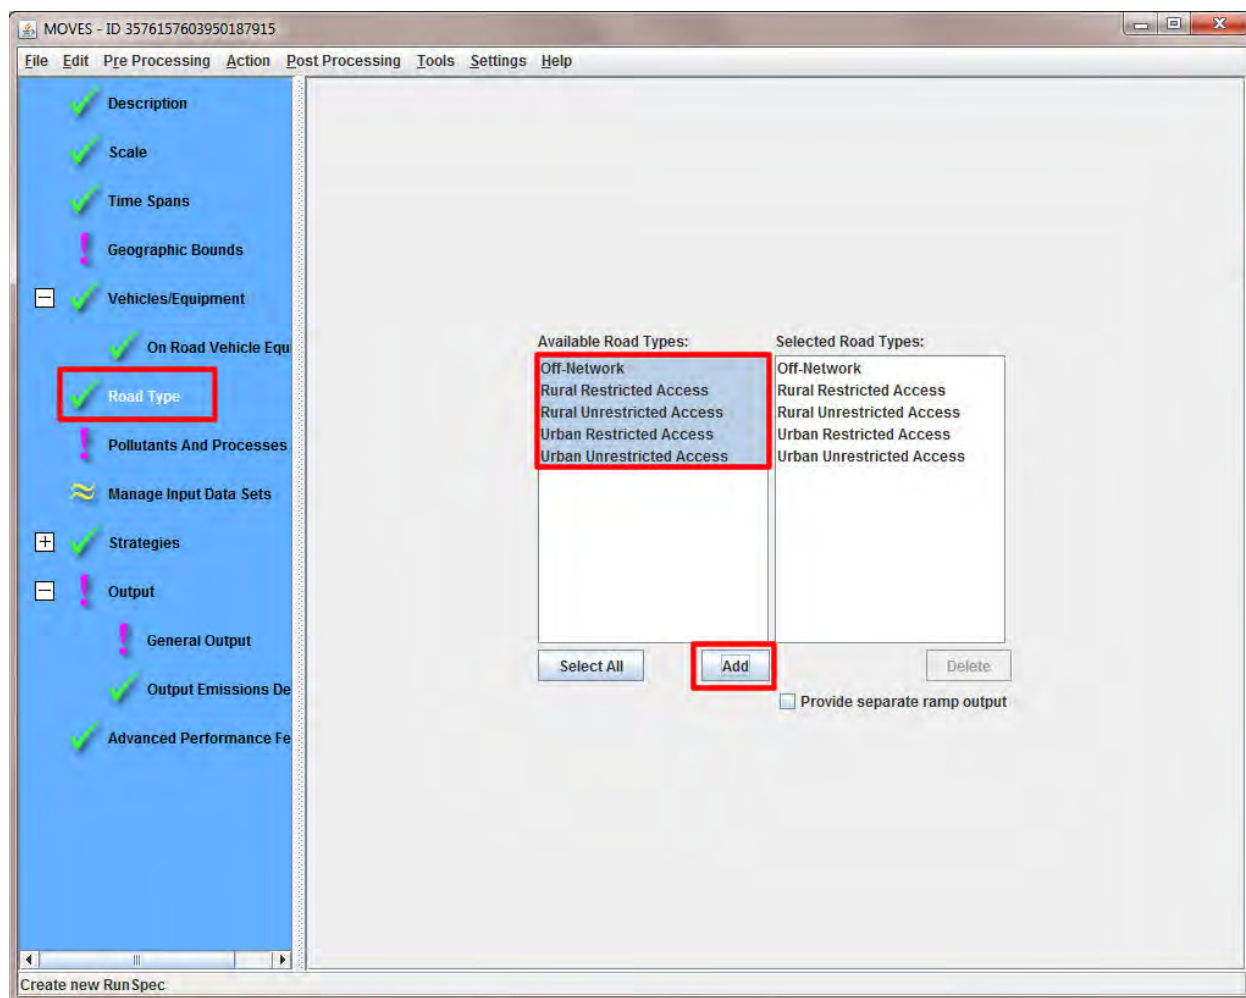 MOVES - ID 3576157603950187915
File Edit Pre Processing Action Post Processing Tools Settings Help
Description
Scale
Time Spans
Geographic Bounds
Vehicles/Equipment
On Road Vehicle Equi
Road Type
Pollutants And Processes
Manage Input Data Sets
Strategies
Output
General Output
Output Emissions De
Advanced Performance Fe
Available Road Types:
Off-Network
Rural Restricted Access
Rural Unrestricted Access
Urban Restricted Access
Urban Unrestricted Access
Selected Road Types:
Off-Network
Rural Restricted Access
Rural Unrestricted Access
Urban Restricted Access
Urban Unrestricted Access
Select All Add Delete
Provide separate ramp output
Create new RunSpec